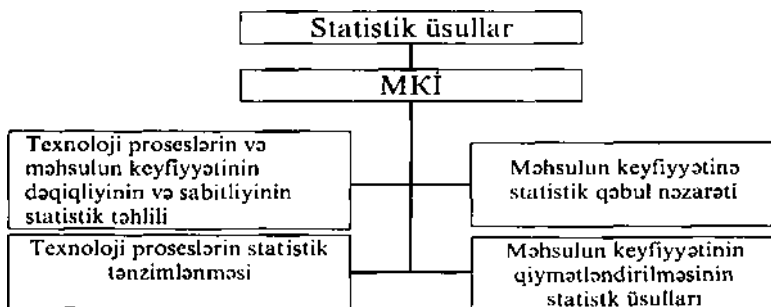 Statistik üsullar
MKİ
Texnoloji proseslərin və
məhsulun keyfiyyətinin
dəqiqliyinin və sabitliyinin
statistik təhlili
Məhsulun keyfiyyətinə
statistik qəbul nəzarəti
Texnoloji proseslərin statistik
tənzimlənməsi
Məhsulun keyfiyyətinin
qiymətləndirilməsinin
statistk üsulları